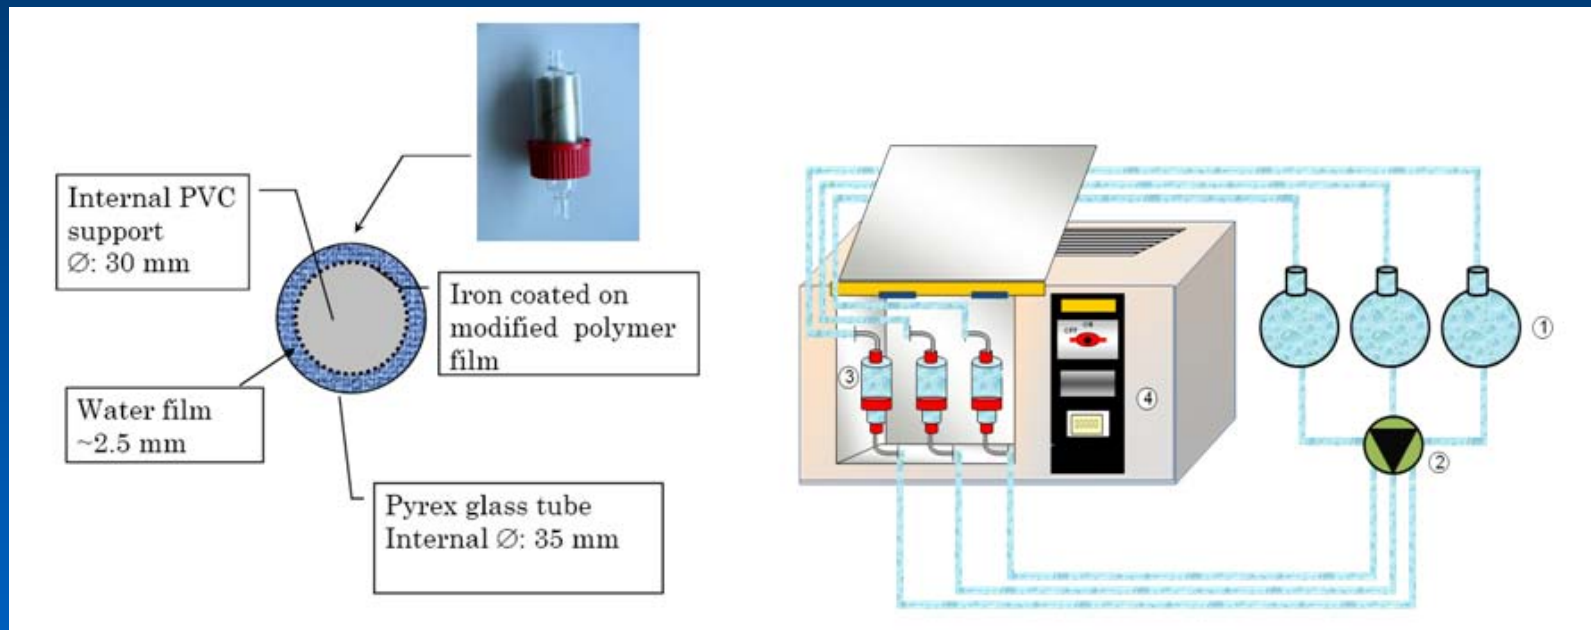 Internal PVC
support
∅: 30 mm
Iron coated on
modified polymer
film
Water film
~2.5 mm
Pyrex glass tube
Internal ∅: 35 mm
OFF
ON
①
②
③
④